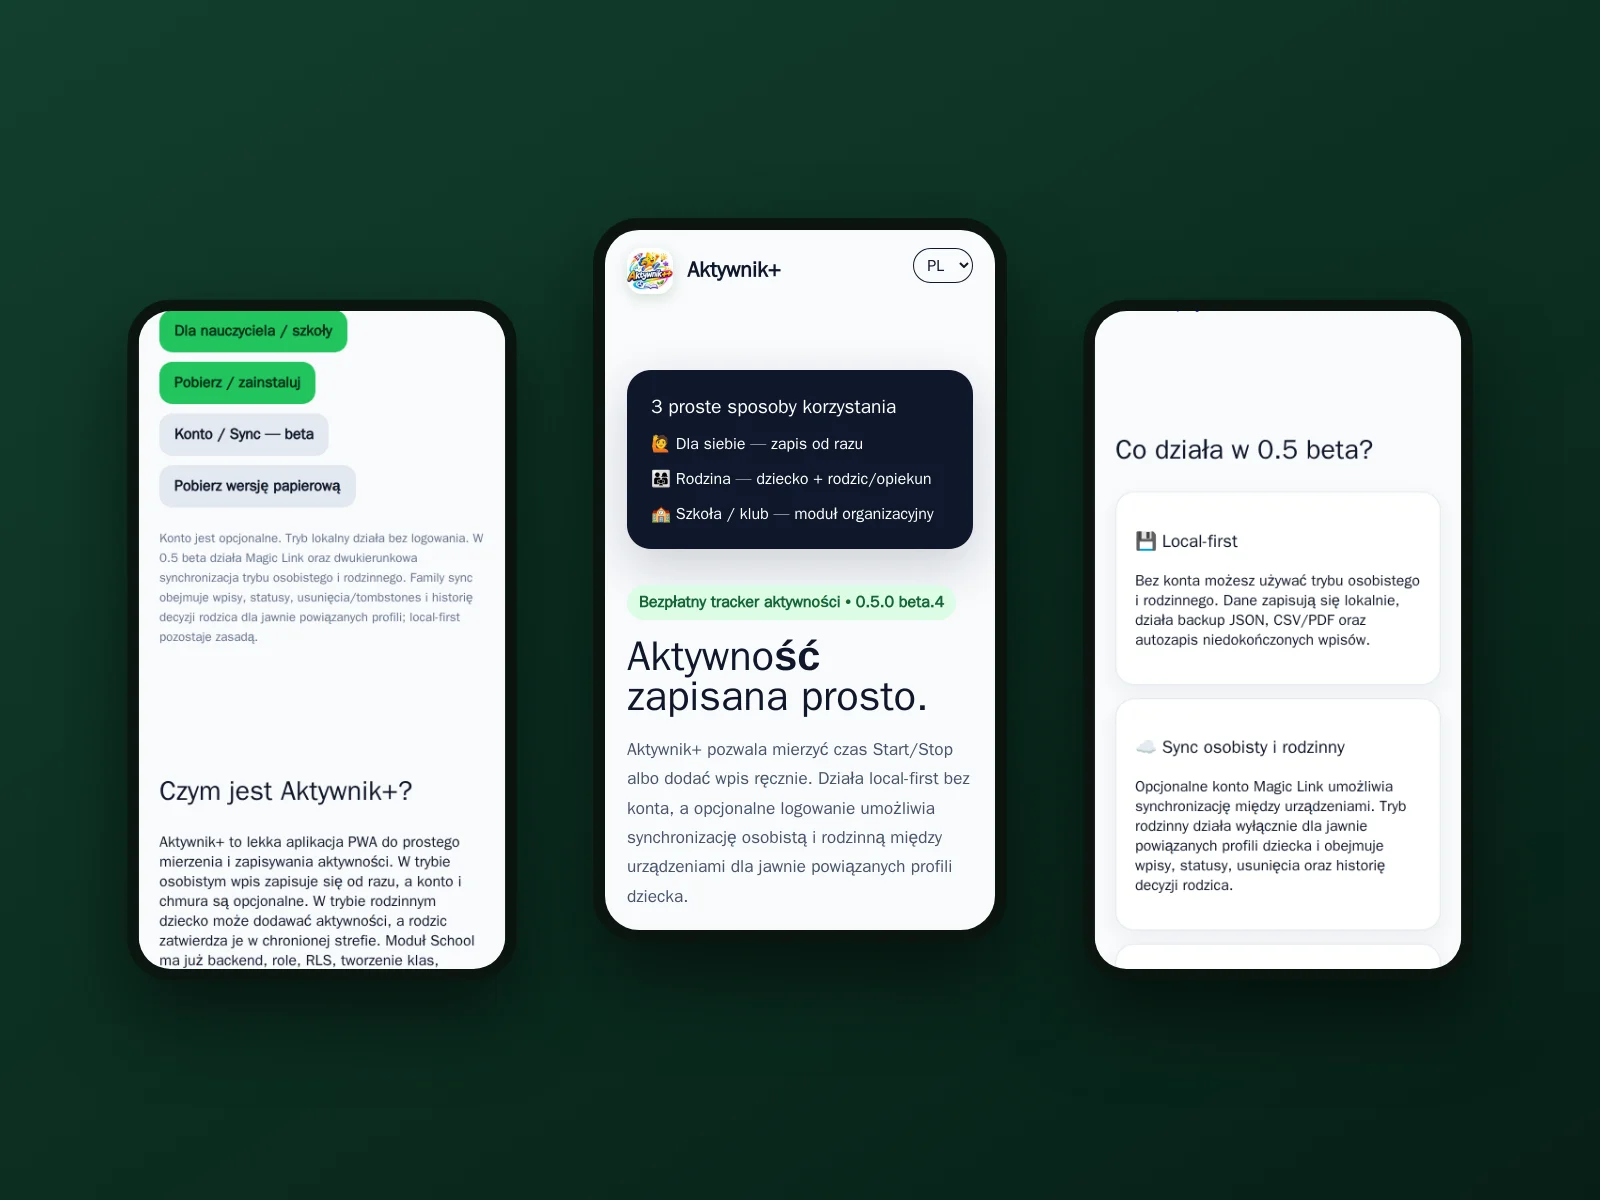 Dla nauczyciela / szkoły
Pobierz / zainstaluj
Konto / Sync — beta
Pobierz wersję papierową
Konto jest opcjonalne. Tryb lokalny działa bez logowania. W
0.5 beta działa Magic Link oraz dwukierunkowa
synchronizacja trybu osobistego i rodzinnego. Family sync
obejmuje wpisy, statusy, usunięcia/tombstones i historię
decyzji rodzica dla jawnie powiązanych profili; local-first
pozostaje zasadą.
Czym jest Aktywnik+?
Aktywnik+ to lekka aplikacja PWA do prostego
mierzenia i zapisywania aktywności. W trybie
osobistym wpis zapisuje się od razu, a konto i
chmura są opcjonalne. W trybie rodzinnym
dziecko może dodawać aktywności, a rodzic
zatwierdza je w chronionej strefie. Moduł School
ma już backend, role, RLS, tworzenie klas,
Aktywnik+
Aktywnik+
PL
3 proste sposoby korzystania
🙋 Dla siebie — zapis od razu
👨‍👩‍👧 Rodzina — dziecko + rodzic/opiekun
🏫 Szkoła / klub — moduł organizacyjny
Bezpłatny tracker aktywności • 0.5.0 beta.4
Aktywność
zapisana prosto.
Aktywnik+ pozwala mierzyć czas Start/Stop
albo dodać wpis ręcznie. Działa local-first bez
konta, a opcjonalne logowanie umożliwia
synchronizację osobistą i rodzinną między
urządzeniami dla jawnie powiązanych profili
dziecka.
Co działa w 0.5 beta?
💾 Local-first
Bez konta możesz używać trybu osobistego
i rodzinnego. Dane zapisują się lokalnie,
działa backup JSON, CSV/PDF oraz
autozapis niedokończonych wpisów.
☁️ Sync osobisty i rodzinny
Opcjonalne konto Magic Link umożliwia
synchronizację między urządzeniami. Tryb
rodzinny działa wyłącznie dla jawnie
powiązanych profili dziecka i obejmuje
wpisy, statusy, usunięcia oraz historię
decyzji rodzica.